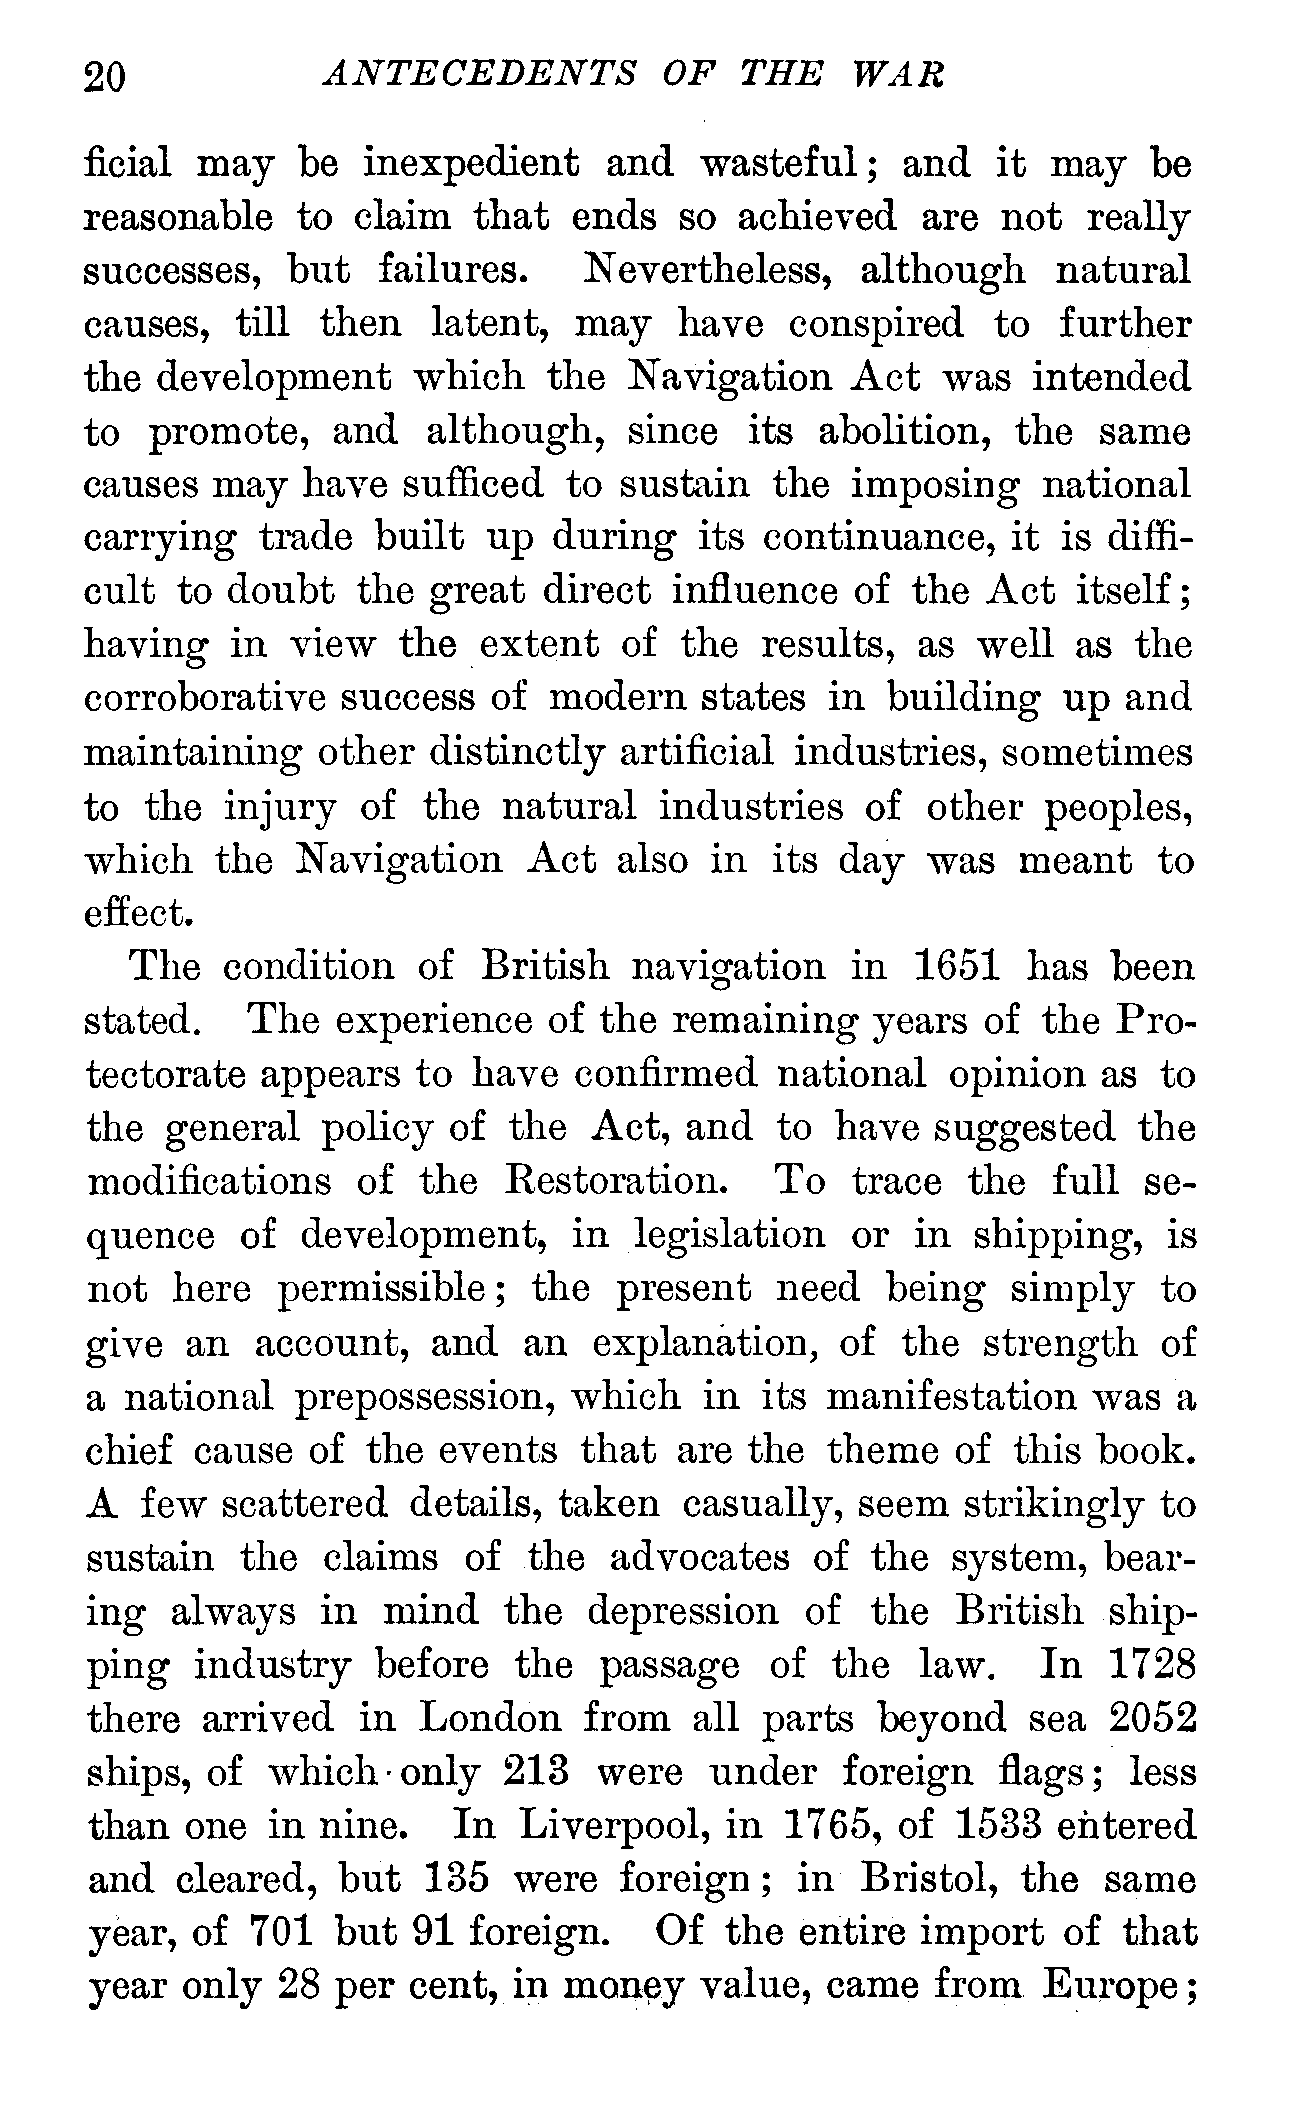 20 ANTECEDENTS OF THE WAR
ficial may be inexpedient and wasteful; and it may be
reasonable to claim that ends so achieved are not really
successes, but failures. Nevertheless, although natural
causes, till then latent, may have conspired to further
the development which the Navigation Act was intended
to promote, and although, since its abolition, the same
causes may have sufficed to sustain the imposing national
carrying trade built up during its continuance, it is diffi-
cult to doubt the great direct influence of the Act itself;
having in view the extent of the results, as well as the
corroborative success of modern states in building up and
maintaining other distinctly artificial industries, sometimes
to the injury of the natural industries of other peoples,
which the Navigation Act also in its day was meant to
effect.
The condition of British navigation in 1651 has been
stated. The experience of the remaining years of the Pro-
tectorate appears to have confirmed national opinion as to
the general policy of the Act, and to have suggested the
modifications of the Restoration. To trace the full se-
quence of development, in legislation or in shipping, is
not here permissible; the present need being simply to
give an account, and an explanation, of the strength of
a national prepossession, which in its manifestation was a
chief cause of the events that are the theme of this book.
A few scattered details, taken casually, seem strikingly to
sustain the claims of the advocates of the system, bear-
ing always in mind the depression of the British ship-
ping industry before the passage of the law. In 1728
there arrived in London from all parts beyond sea 2052
ships, of which only 213 were under foreign flags; less
than one in nine. In Liverpool, in 1765, of 1533 entered
and cleared, but 135 were foreign; in Bristol, the same
year, of 701 but 91 foreign. Of the entire import of that
year only 28 per cent, in money value, came from Europe;